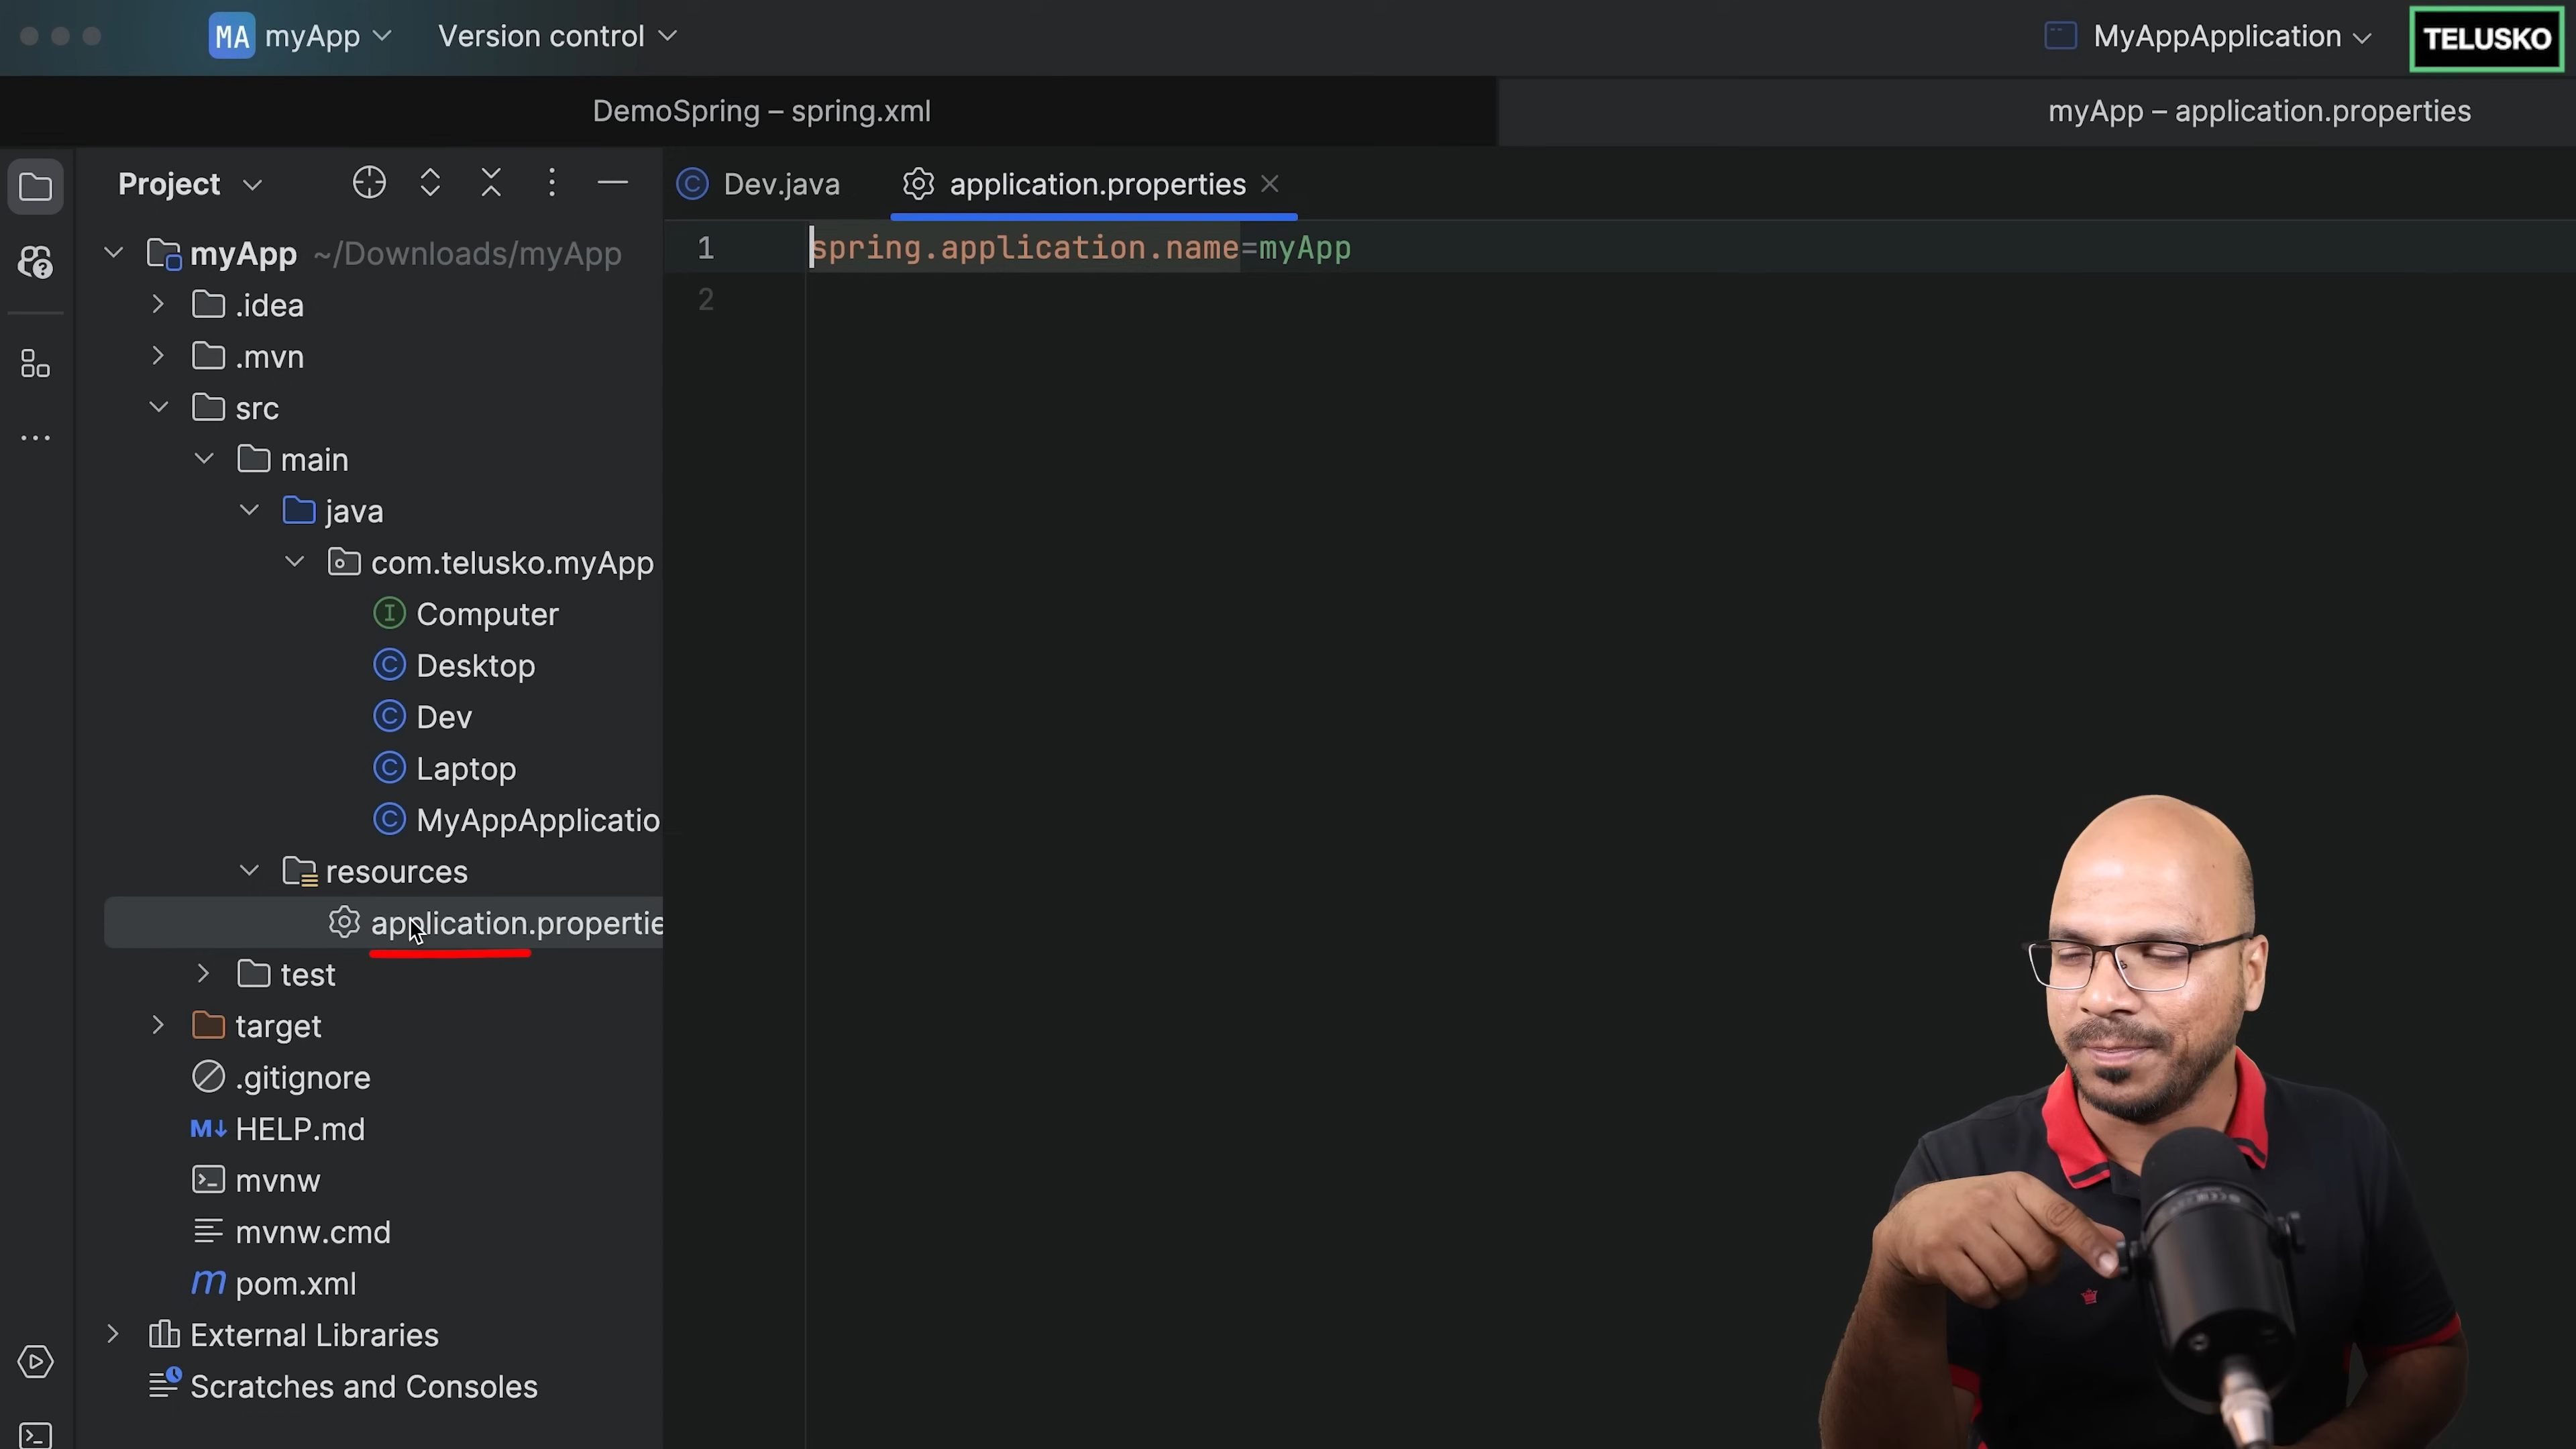 MA myApp Version control MyAppApplication TELUSKO
DemoSpring – spring.xml myApp – application.properties
Project Dev.java application.properties
myApp ~/Downloads/myApp
1 spring.application.name=myApp
.idea
2
.mvn
src
main
java
com.telusko.myApp
I Computer
C Desktop
C Dev
C Laptop
C MyAppApplicatio
resources
application.propertie
test
target
.gitignore
M↓ HELP.md
mvnw
mvnw.cmd
m pom.xml
External Libraries
Scratches and Consoles